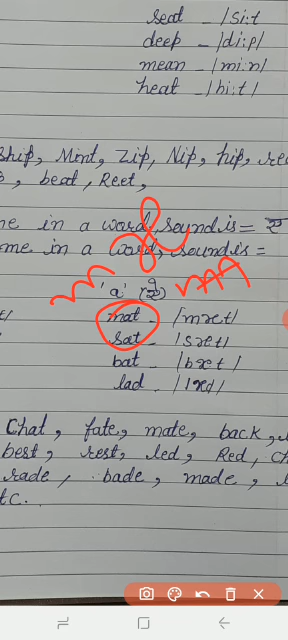 seat - /si:t
deep - /di:p/
mean - /mi:n/
heat - /hi:t/
Ship, Mint, Zip, Nip, hip,
beat, Reet,
me in a word, sound is =
me in a word, sound is =
'a' (ऐ)
mat - /mæt/
sat - /sæt/
bat - /bæt/
lad - /læd/
Chat, fate, mate, back,
best, rest, led, Red,
bade, made,
tc.